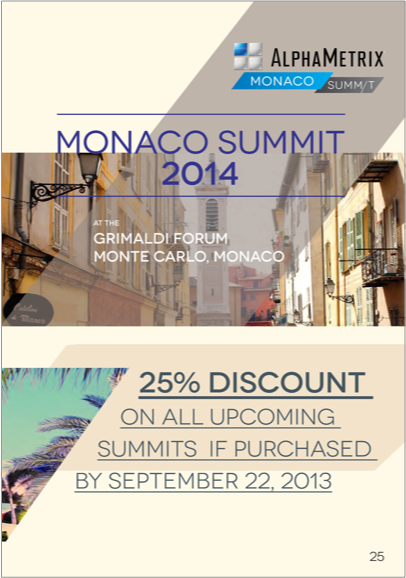 ALPHAMETRIX
MONACO SUMM/T
MONACO SUMMIT
2014
AT THE
GRIMALDI FORUM
MONTE CARLO, MONACO
25% DISCOUNT
ON ALL UPCOMING
SUMMITS IF PURCHASED
BY SEPTEMBER 22, 2013
25